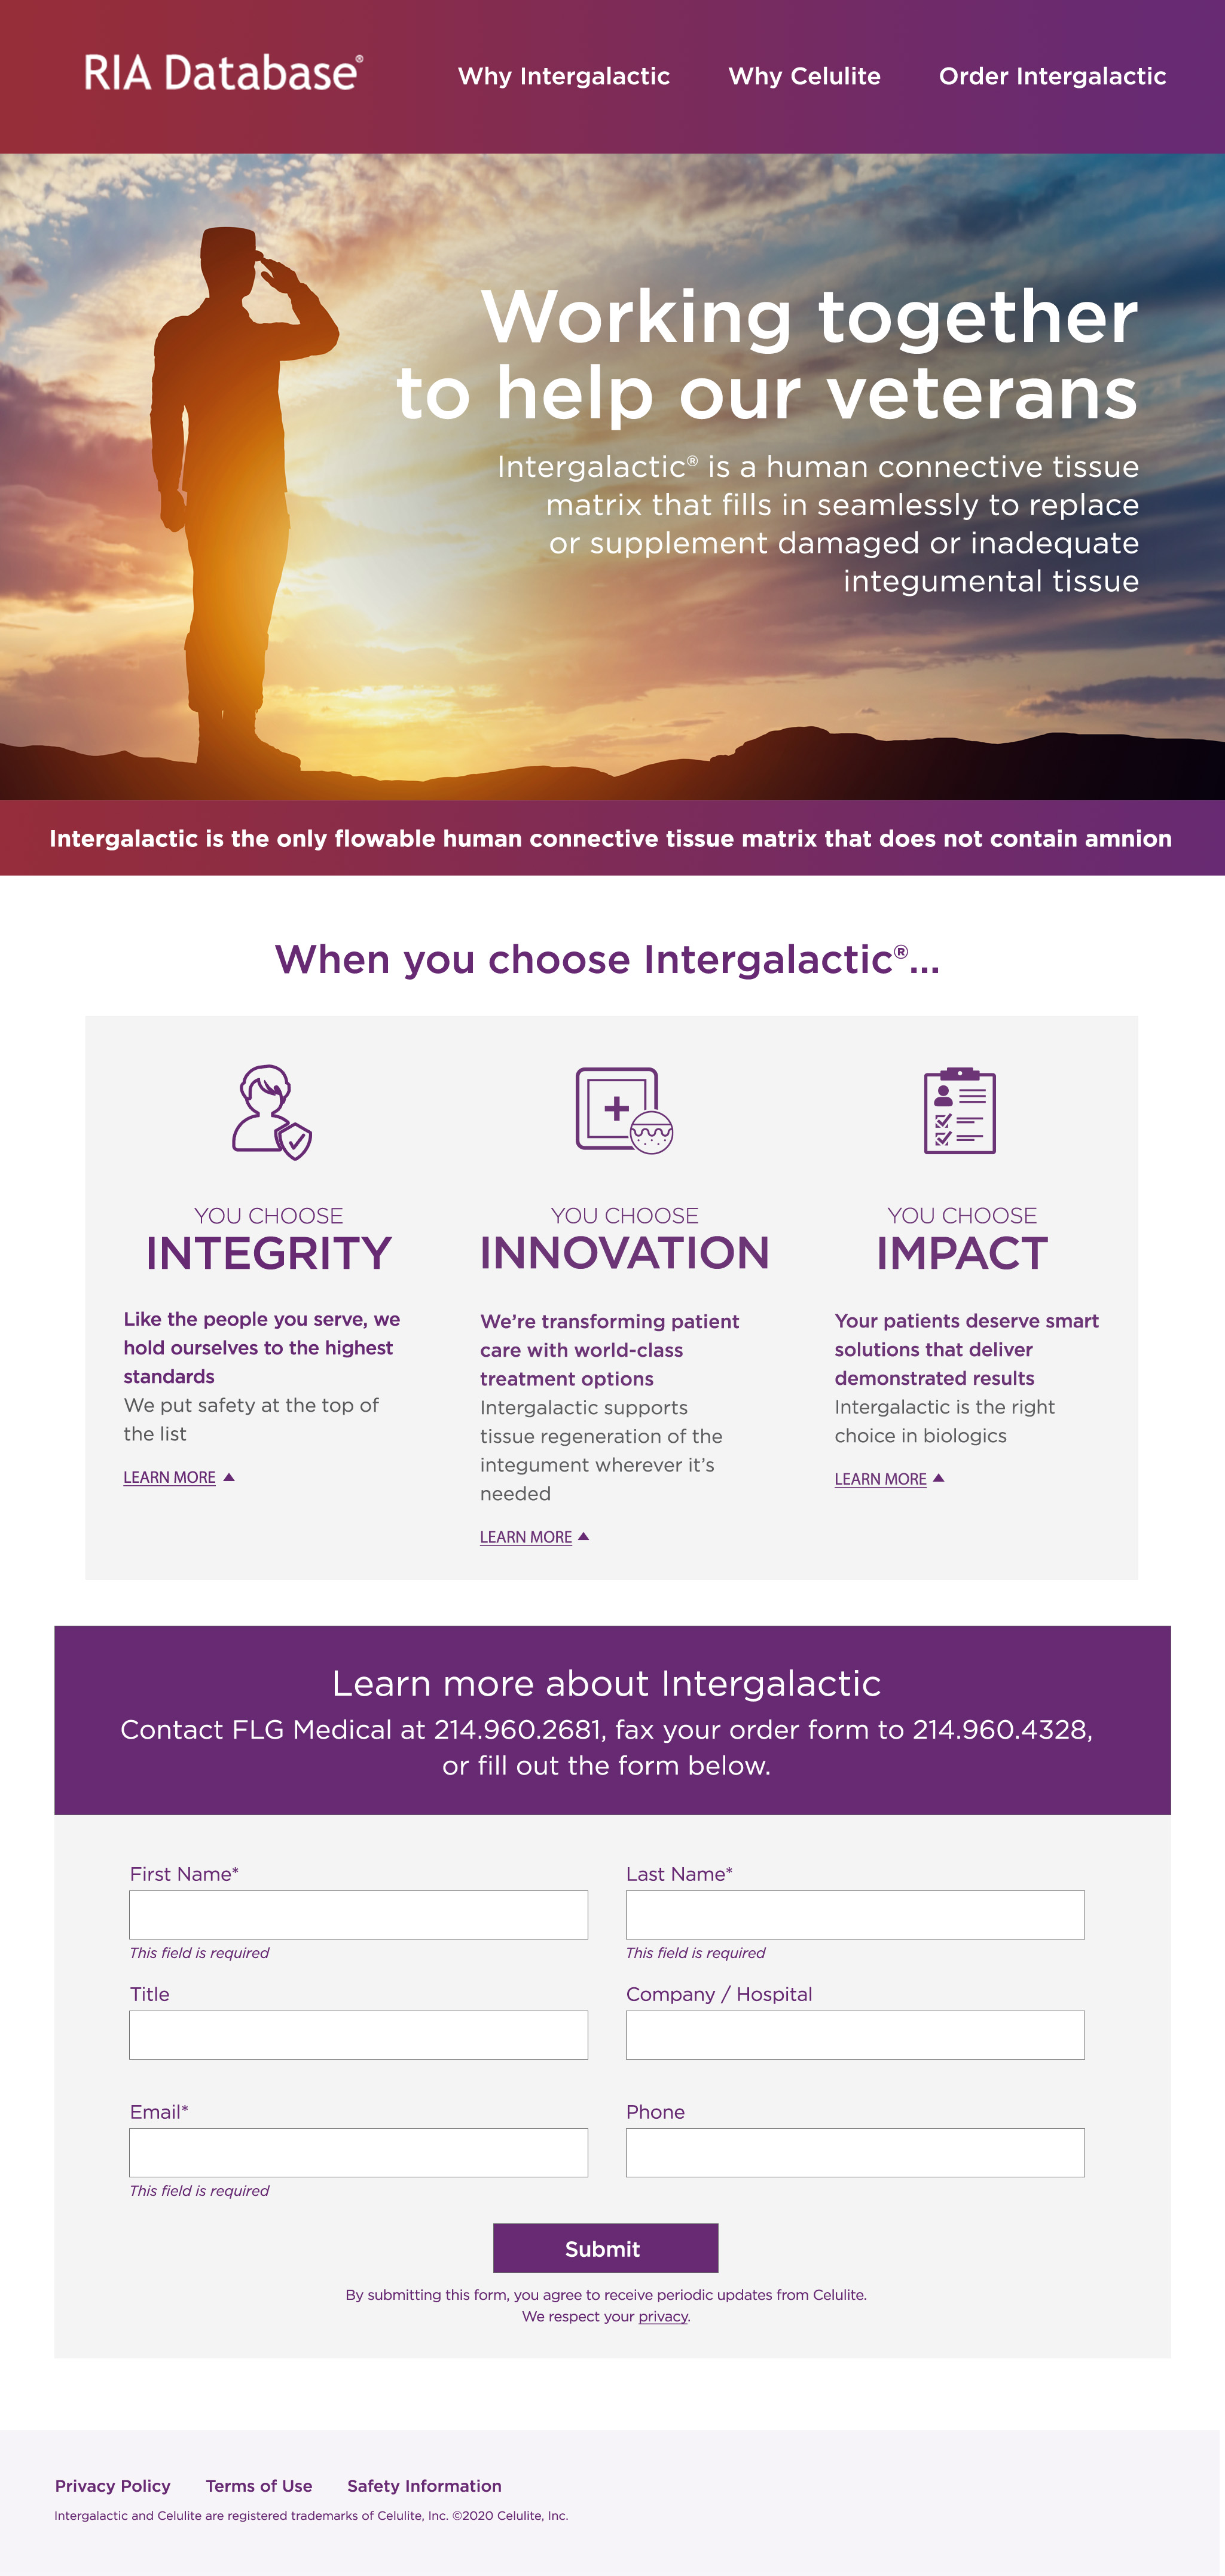 RIA Database®
Why Intergalactic
Why Celulite
Order Intergalactic
Working together
to help our veterans
Intergalactic® is a human connective tissue
matrix that fills in seamlessly to replace
or supplement damaged or inadequate
integumental tissue
Intergalactic is the only flowable human connective tissue matrix that does not contain amnion
When you choose Intergalactic®...
YOU CHOOSE
INTEGRITY
Like the people you serve, we
hold ourselves to the highest
standards
We put safety at the top of
the list
LEARN MORE
YOU CHOOSE
INNOVATION
We’re transforming patient
care with world-class
treatment options
Intergalactic supports
tissue regeneration of the
integument wherever it’s
needed
LEARN MORE
YOU CHOOSE
IMPACT
Your patients deserve smart
solutions that deliver
demonstrated results
Intergalactic is the right
choice in biologics
LEARN MORE
Learn more about Intergalactic
Contact FLG Medical at 214.960.2681, fax your order form to 214.960.4328,
or fill out the form below.
First Name*
This field is required
Last Name*
This field is required
Title
Company / Hospital
Email*
This field is required
Phone
Submit
By submitting this form, you agree to receive periodic updates from Celulite.
We respect your privacy.
Privacy Policy
Terms of Use
Safety Information
Intergalactic and Celulite are registered trademarks of Celulite, Inc. ©2020 Celulite, Inc.